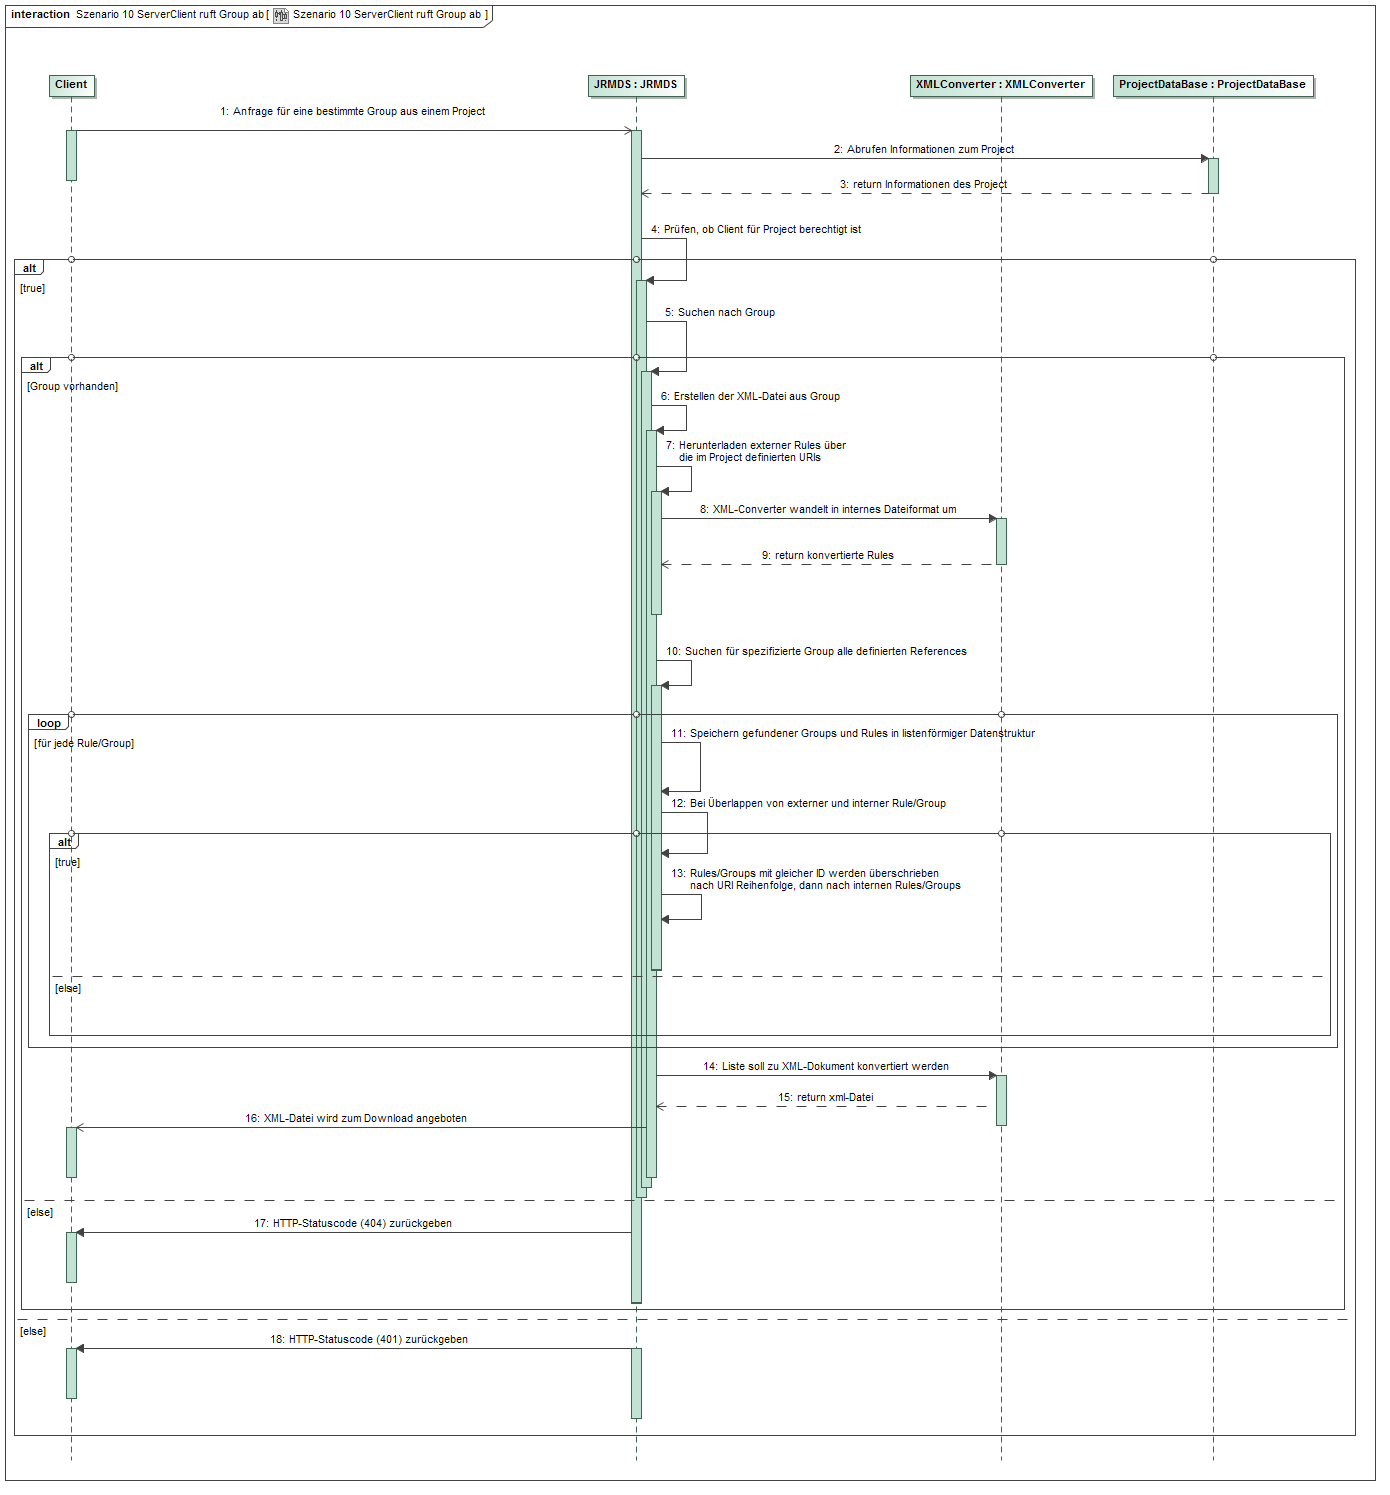 interaction Szenario 10 ServerClient ruft Group ab [ Szenario 10 ServerClient ruft Group ab ]
Client
JRMDS : JRMDS
XMLConverter : XMLConverter
ProjectDataBase : ProjectDataBase
1: Anfrage für eine bestimmte Group aus einem Project
2: Abrufen Informationen zum Project
3: return Informationen des Project
4: Prüfen, ob Client für Project berechtigt ist
alt
[true]
5: Suchen nach Group
alt
[Group vorhanden]
6: Erstellen der XML-Datei aus Group
7: Herunterladen externer Rules über
die im Project definierten URIs
8: XML-Converter wandelt in internes Dateiformat um
9: return konvertierte Rules
10: Suchen für spezifizierte Group alle definierten References
loop
[für jede Rule/Group]
11: Speichern gefundener Groups und Rules in listenförmiger Datenstruktur
12: Bei Überlappen von externer und interner Rule/Group
alt
[true]
13: Rules/Groups mit gleicher ID werden überschrieben
nach URI Reihenfolge, dann nach internen Rules/Groups
[else]
14: Liste soll zu XML-Dokument konvertiert werden
15: return xml-Datei
16: XML-Datei wird zum Download angeboten
[else]
17: HTTP-Statuscode (404) zurückgeben
[else]
18: HTTP-Statuscode (401) zurückgeben